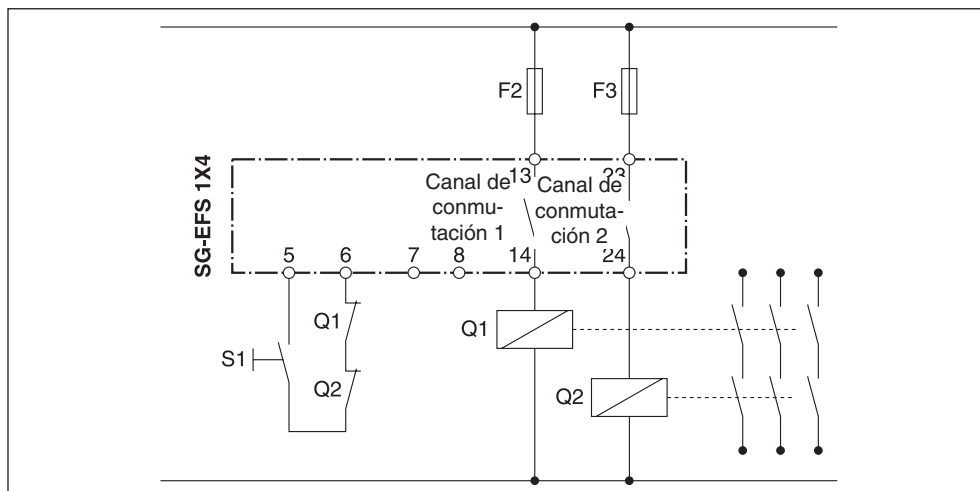 F2
F3
SG-EFS 1X4
13
23
Canal de conmu-
tación 1
Canal de conmuta-
ción 2
5
6
7
8
14
24
Q1
Q1
S1
Q2
Q2